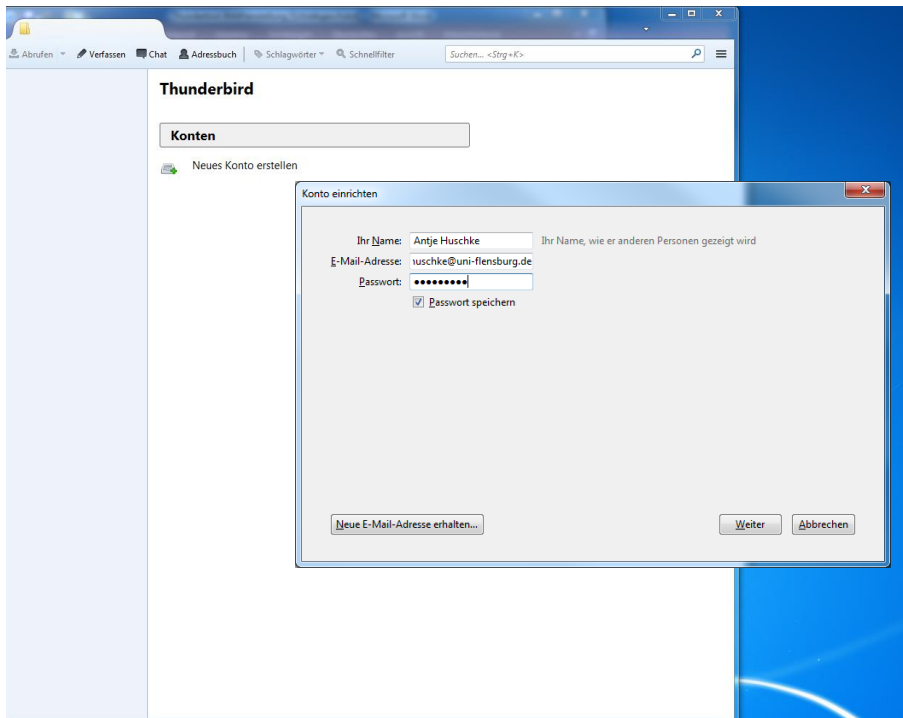 Abrufen Verfassen Chat Adressbuch Schlagwörter Schnellfilter Suchen... <Strg+K>
Thunderbird
Konten
Neues Konto erstellen
Konto einrichten
Ihr Name: Antje Huschke Ihr Name, wie er anderen Personen gezeigt wird
E-Mail-Adresse: uschke@uni-flensburg.de
Passwort: •••••••••
Passwort speichern
Neue E-Mail-Adresse erhalten... Weiter Abbrechen